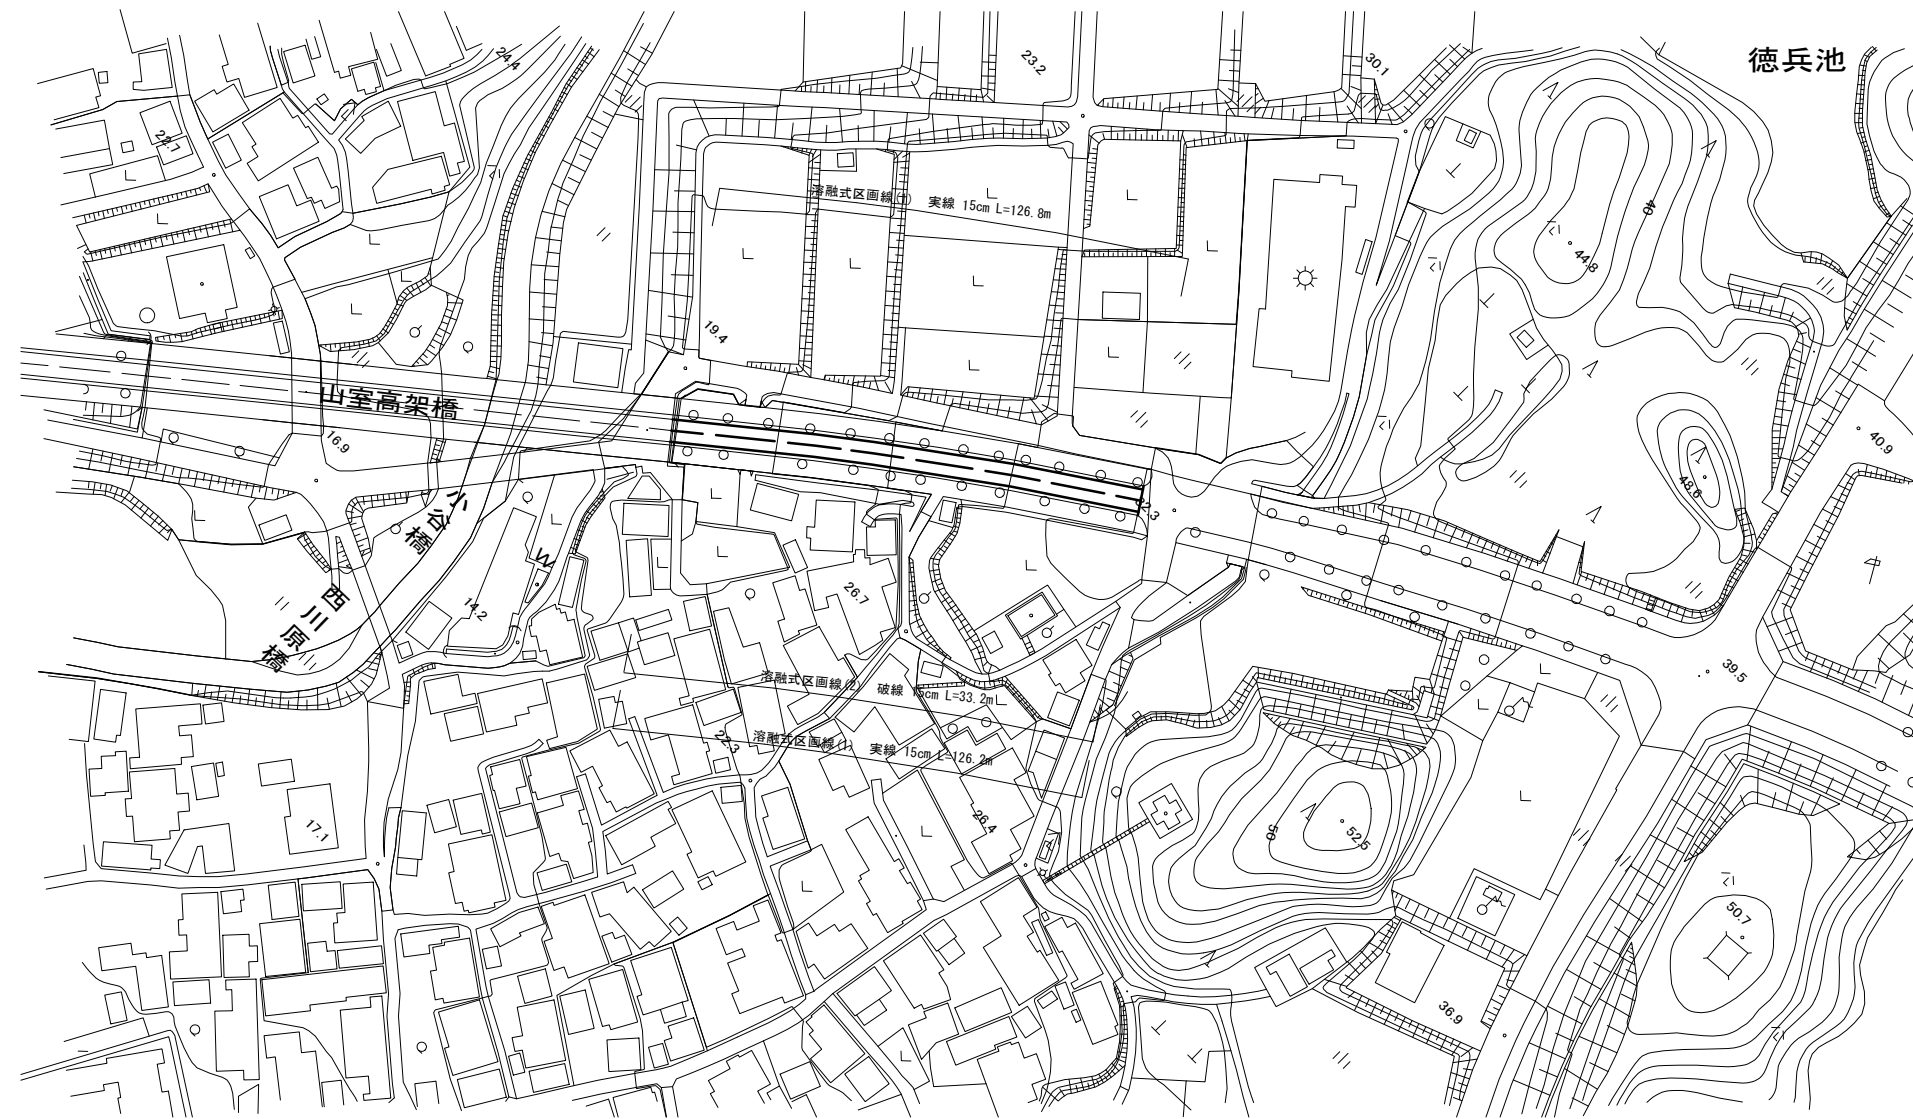 徳兵池
24.4
23.2
30.1
22.7
溶融式区画線(1) 実線 15cm L=126.8m
40
44.8
19.4
山室高架橋
16.9
40.9
48.6
22.3
小谷橋
W
西川原橋
14.2
26.7
溶融式区画線(2) 破線 15cm L=33.2m
39.5
22.3
溶融式区画線(1) 実線 15cm L=126.2m
17.1
26.4
50
52.5
50.7
36.9